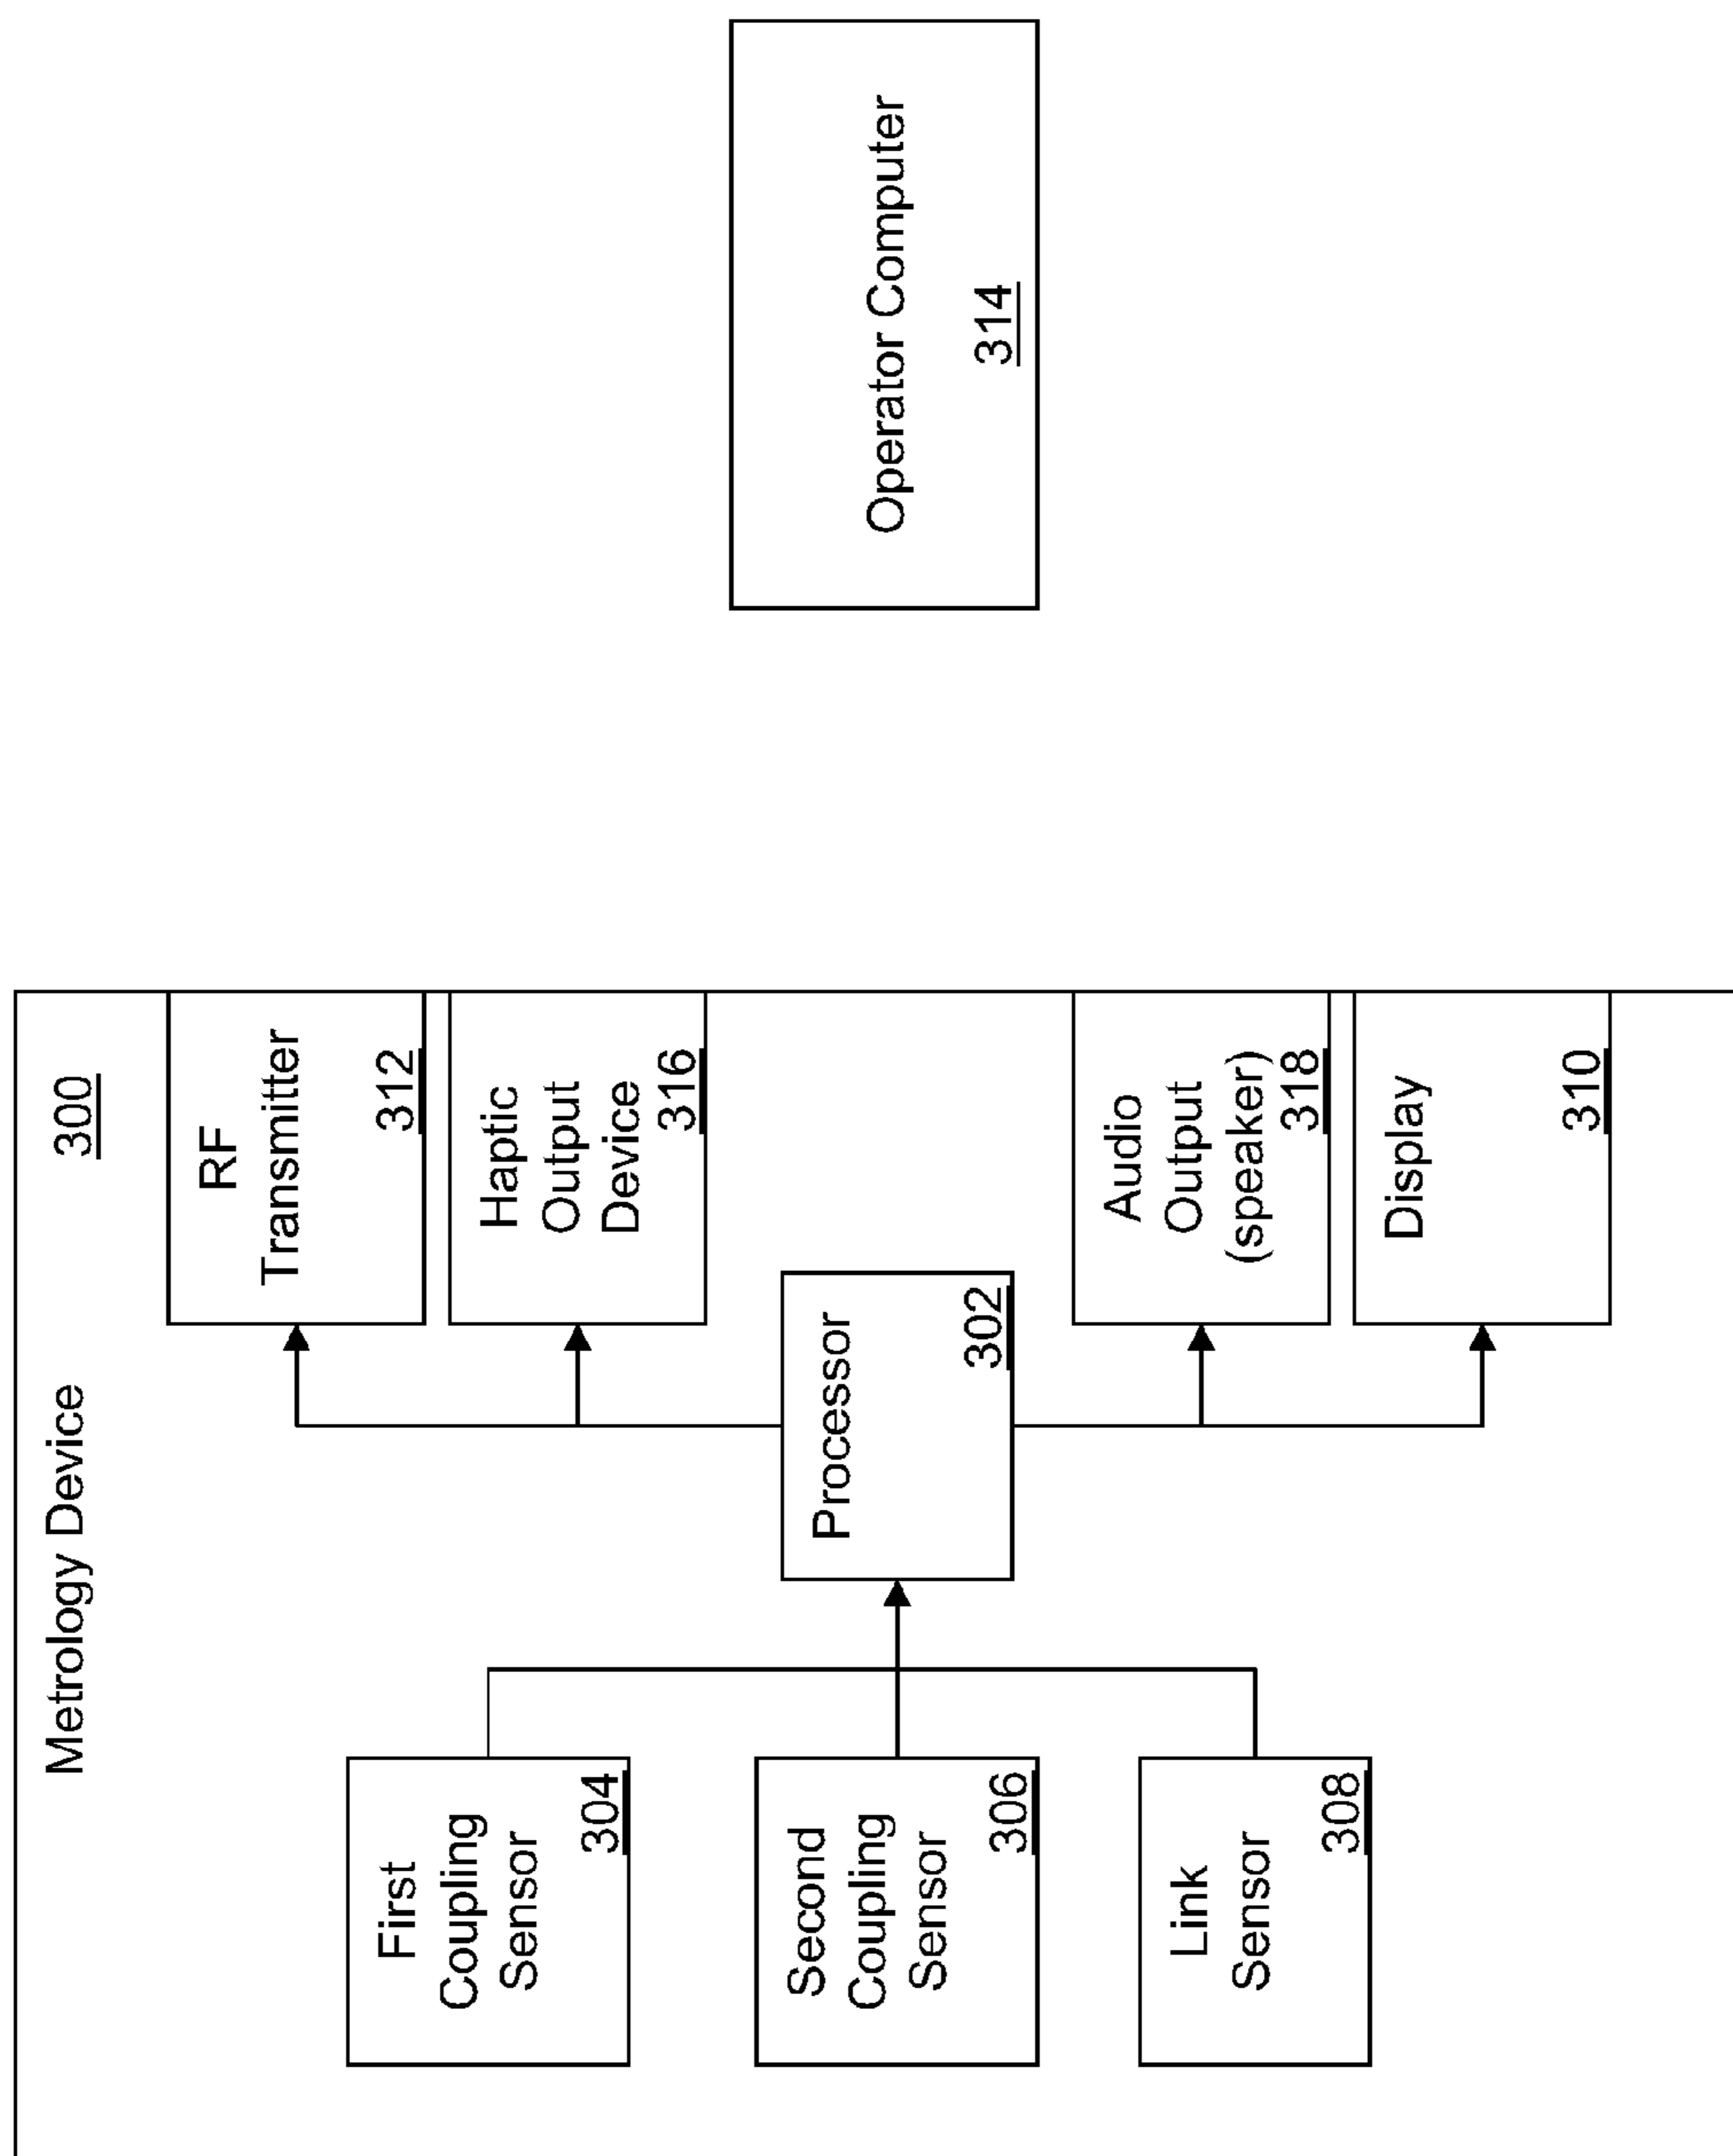 Metrology Device
300
First
Coupling
Sensor
304
Second
Coupling
Sensor
306
Link
Sensor
308
Processor
302
RF
Transmitter
312
Haptic
Output
Device
316
Audio
Output
(speaker)
318
Display
310
Operator Computer
314